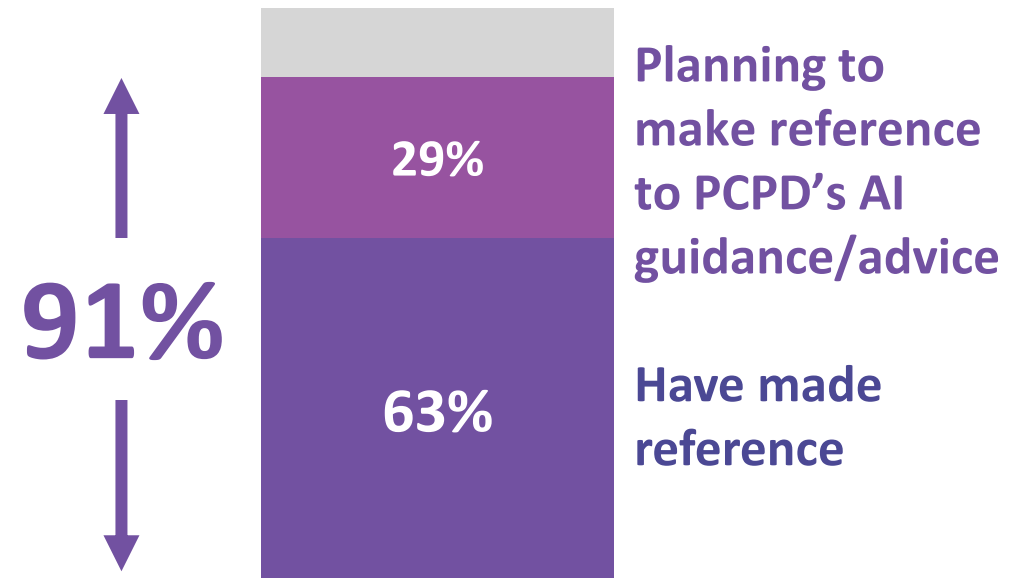 91%
29%
63%
Planning to
make reference
to PCPD’s AI
guidance/advice
Have made
reference